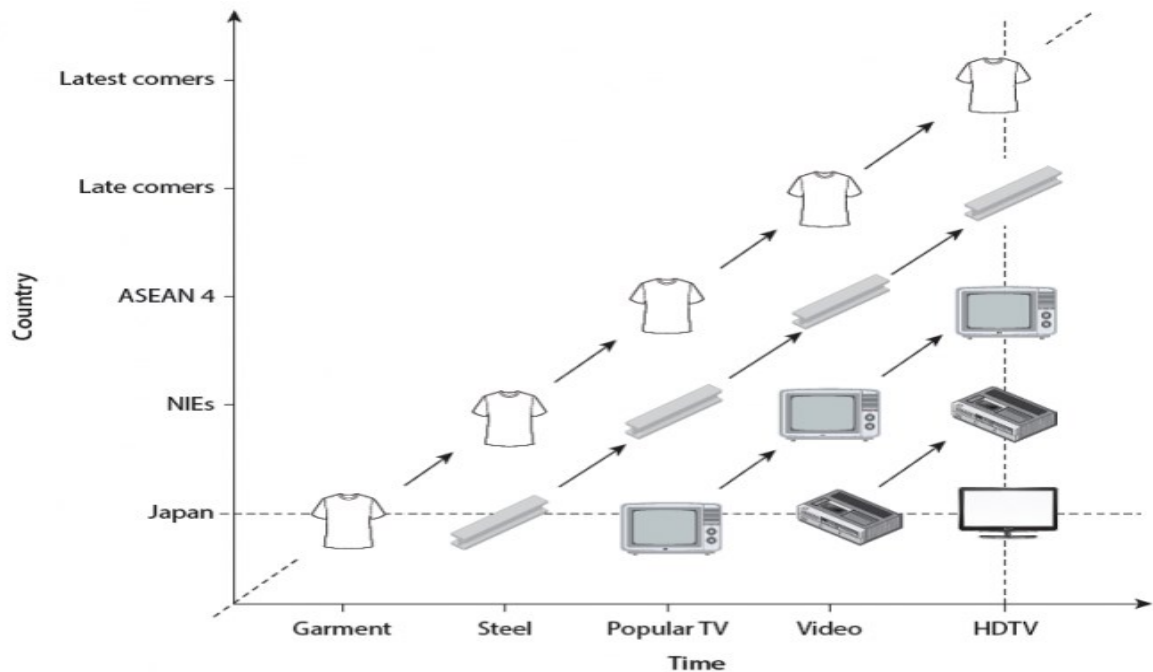 Latest comers
Late comers
ASEAN 4
NIEs
Japan
Country
Garment
Steel
Popular TV
Video
HDTV
Time